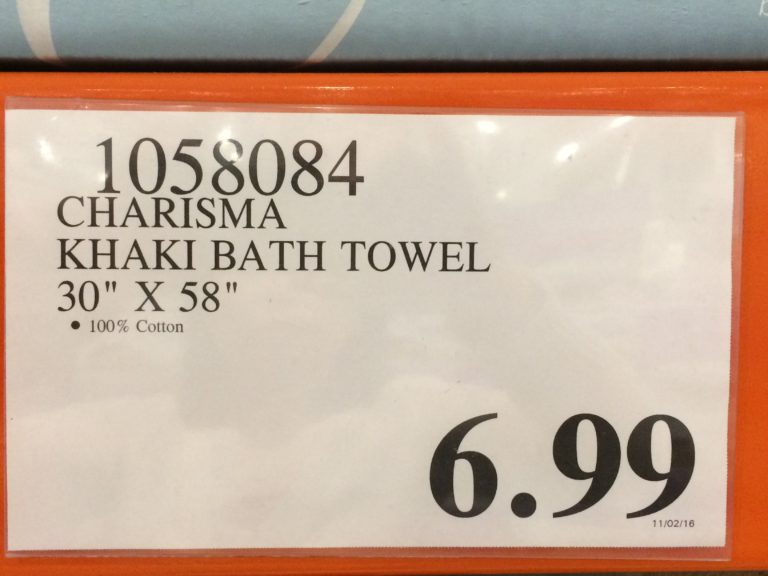 1058084
CHARISMA
KHAKI BATH TOWEL
30" X 58"
• 100% Cotton
6.99
11/02/16